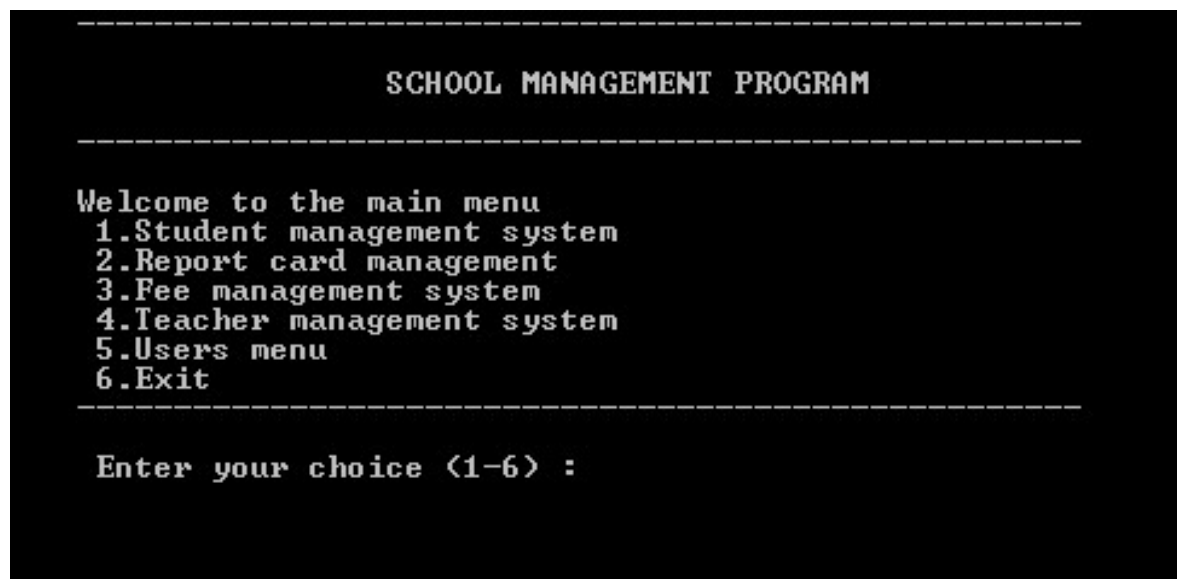 SCHOOL MANAGEMENT PROGRAM
Welcome to the main menu
1.Student management system
2.Report card management
3.Fee management system
4.Teacher management system
5.Users menu
6.Exit
Enter your choice (1-6) :